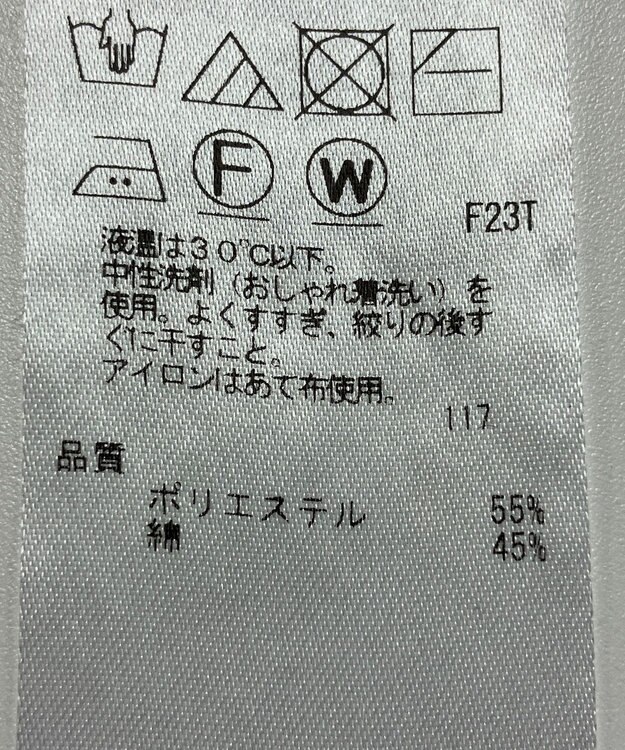 F
W
F23T
液温は30℃以下。
中性洗剤（おしゃれ着洗い）を
使用。よくすすぎ、絞りの後す
ぐに干すこと。
アイロンはあて布使用。
117
品質
ポリエステル 55%
綿 45%